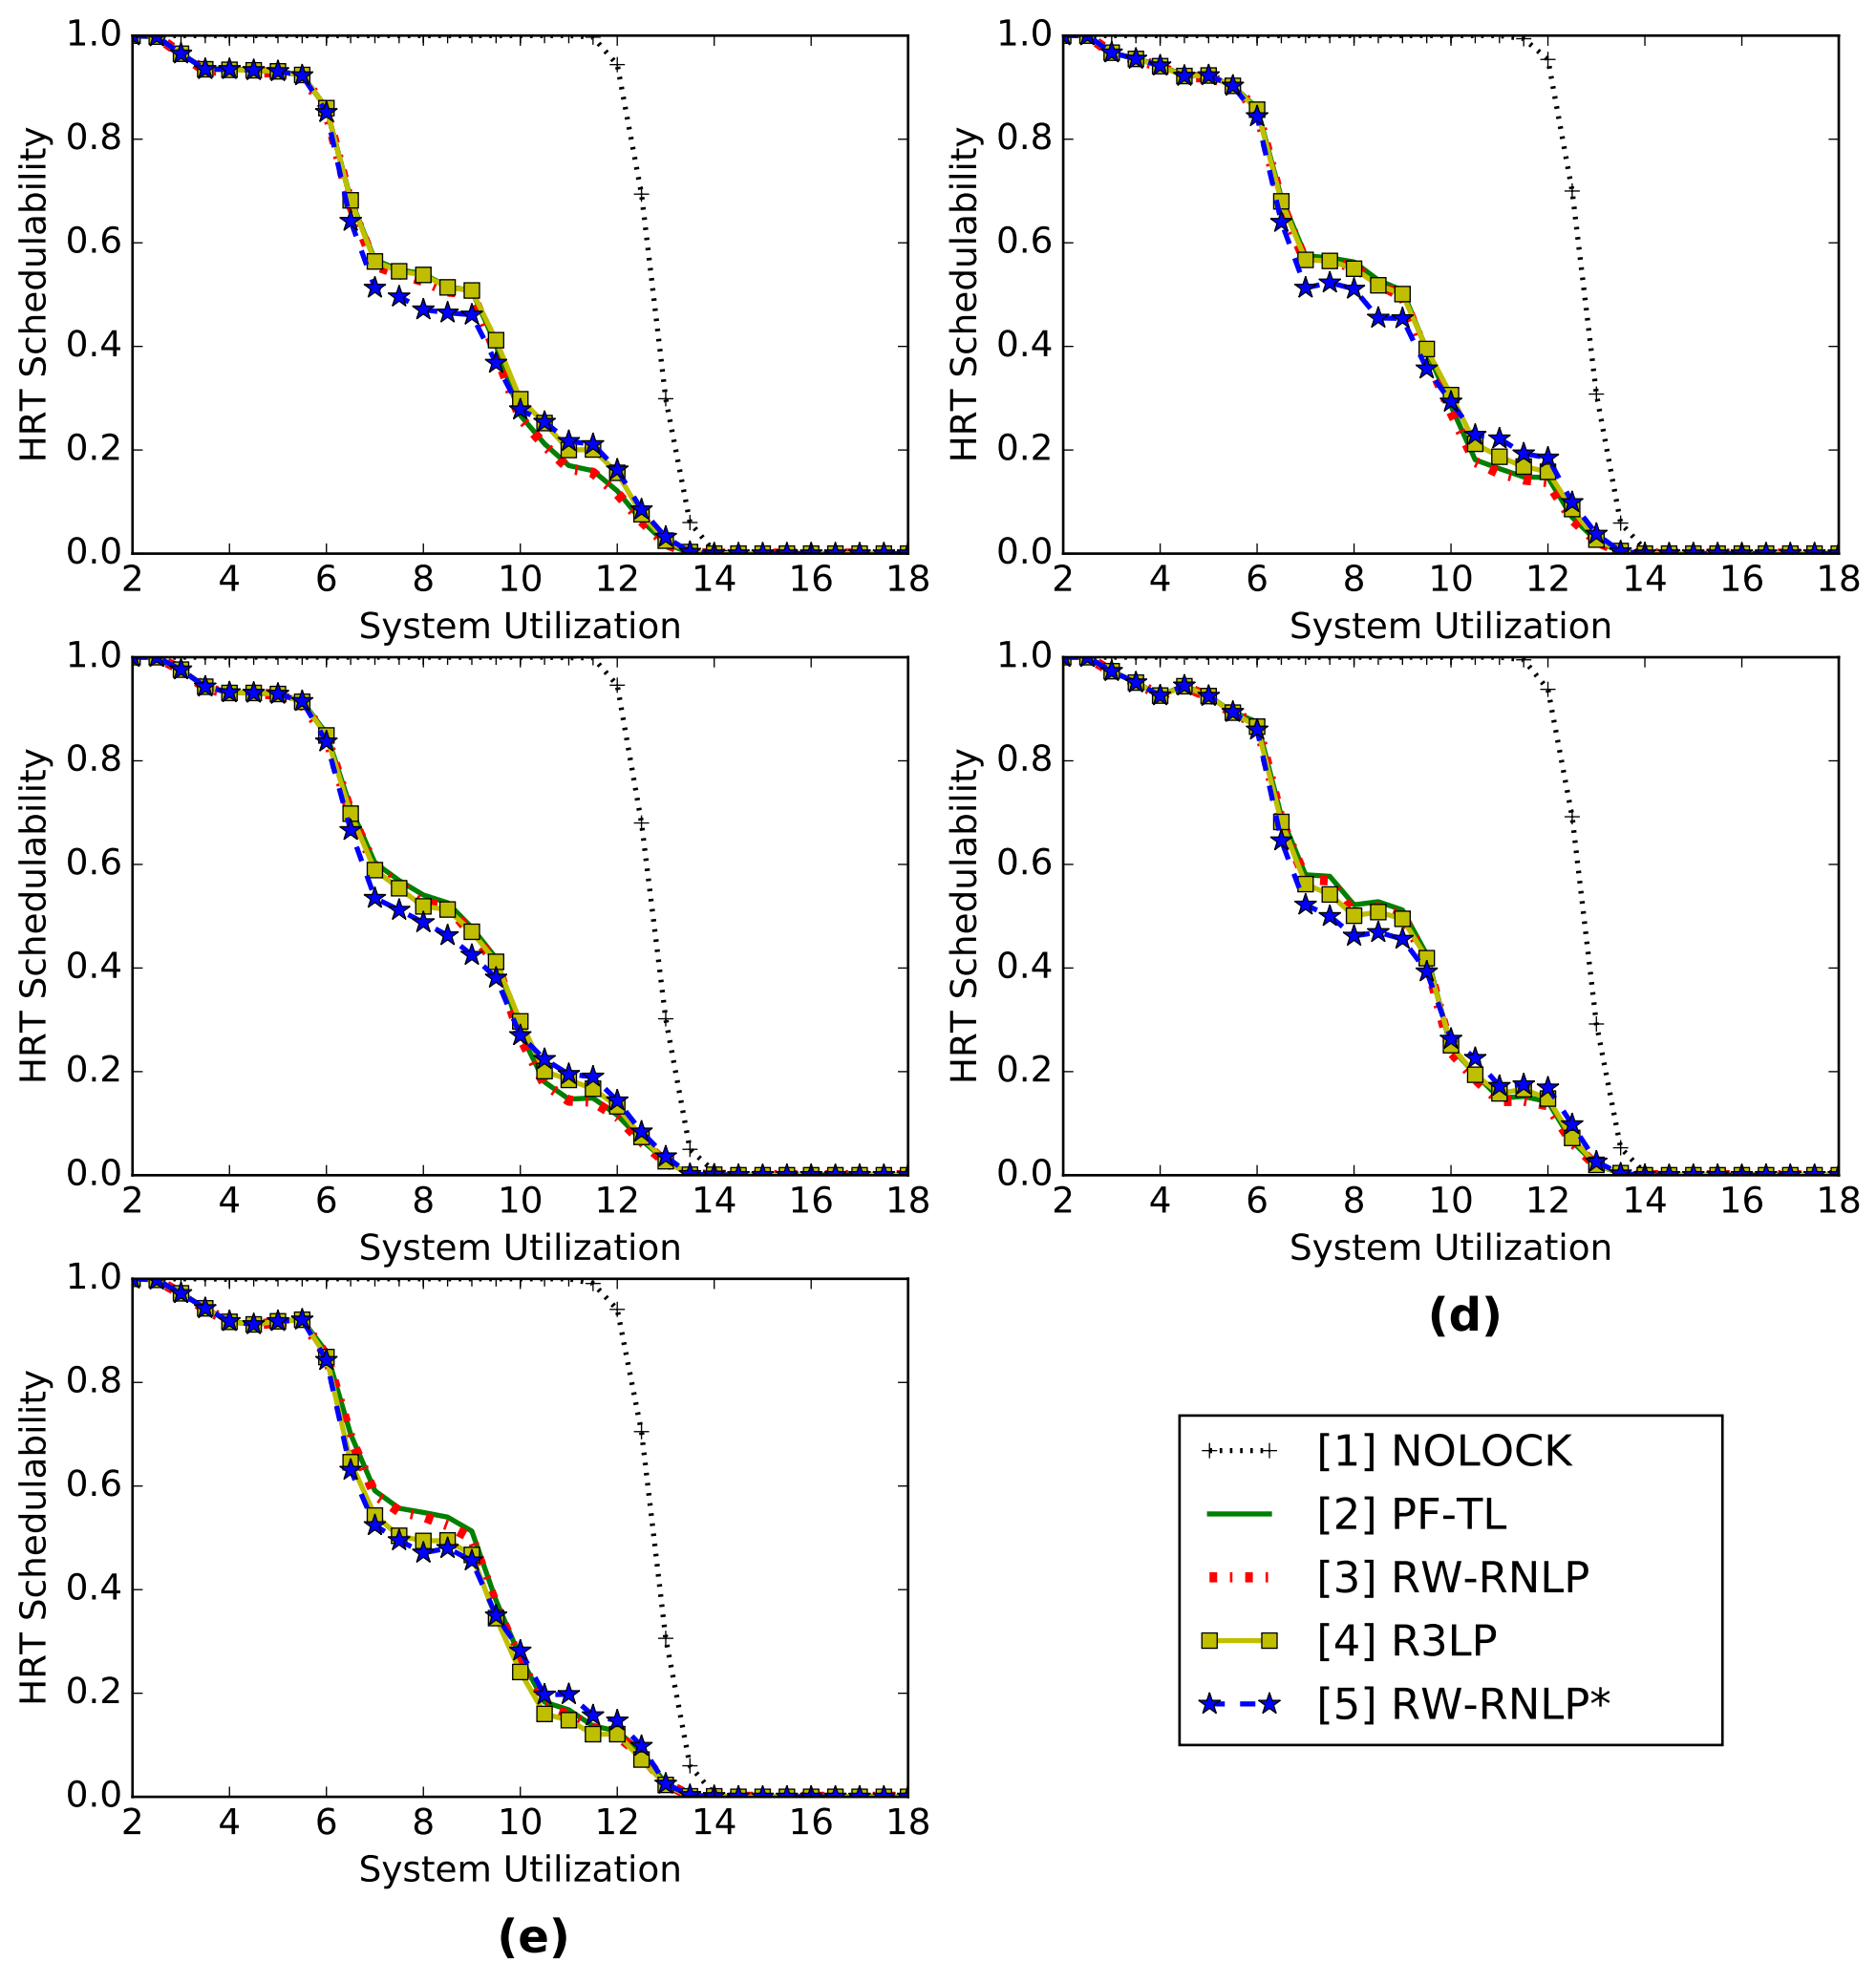 1.0
0.8
0.6
0.4
0.2
0.0
HRT Schedulability
2 4 6 8 10 12 14 16 18
System Utilization
1.0
0.8
0.6
0.4
0.2
0.0
HRT Schedulability
2 4 6 8 10 12 14 16 18
System Utilization
1.0
0.8
0.6
0.4
0.2
0.0
HRT Schedulability
2 4 6 8 10 12 14 16 18
System Utilization
1.0
0.8
0.6
0.4
0.2
0.0
HRT Schedulability
2 4 6 8 10 12 14 16 18
System Utilization
(d)
1.0
0.8
0.6
0.4
0.2
0.0
HRT Schedulability
2 4 6 8 10 12 14 16 18
System Utilization
(e)
[1] NOLOCK
[2] PF-TL
[3] RW-RNLP
[4] R3LP
[5] RW-RNLP*